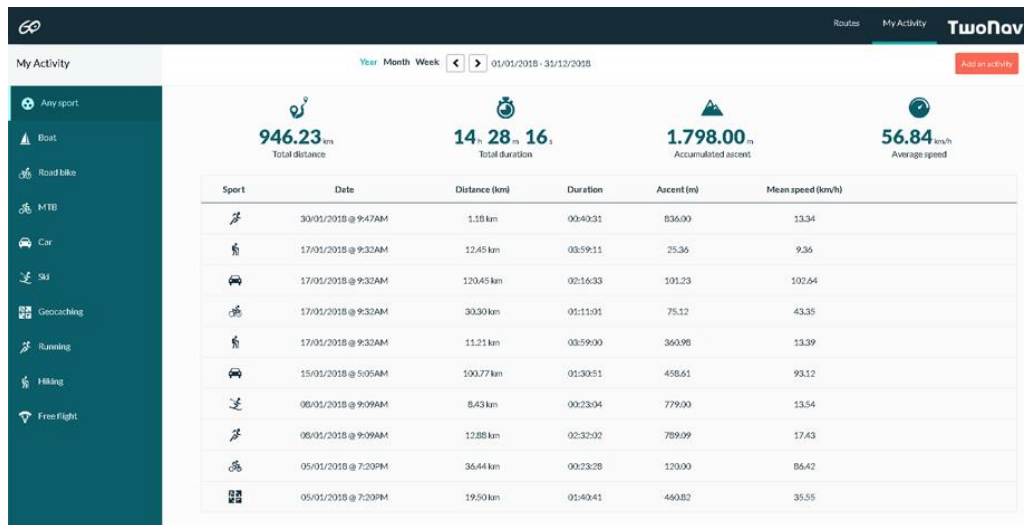 GO
Routes My Activity TwoNav
My Activity
Year Month Week 01/01/2018 - 31/12/2018
Add an activity
Any sport
Boat
Road bike
MTB
Car
Ski
Geocaching
Running
Hiking
Free flight
946.23 km 14 h 28 m 16 s 1.798.00 m 56.84 km/h
Total distance Total duration Accumulated ascent Average speed
Sport Date Distance (km) Duration Ascent (m) Mean speed (km/h)
30/01/2018 @ 9:47AM 1.18 km 00:40:31 836.00 13.34
17/01/2018 @ 9:32AM 12.45 km 03:59:11 25.36 9.36
17/01/2018 @ 9:32AM 120.45 km 02:16:33 101.23 102.64
17/01/2018 @ 9:32AM 30.30 km 01:11:01 75.12 43.35
17/01/2018 @ 9:32AM 11.21 km 03:59:00 360.98 13.39
15/01/2018 @ 5:05AM 100.77 km 01:30:51 458.61 93.12
08/01/2018 @ 9:09AM 8.43 km 00:23:04 779.00 13.54
08/01/2018 @ 9:09AM 12.88 km 02:32:02 789.09 17.43
05/01/2018 @ 7:20PM 36.44 km 00:23:28 120.00 86.42
05/01/2018 @ 7:20PM 19.50 km 01:40:41 460.82 35.55